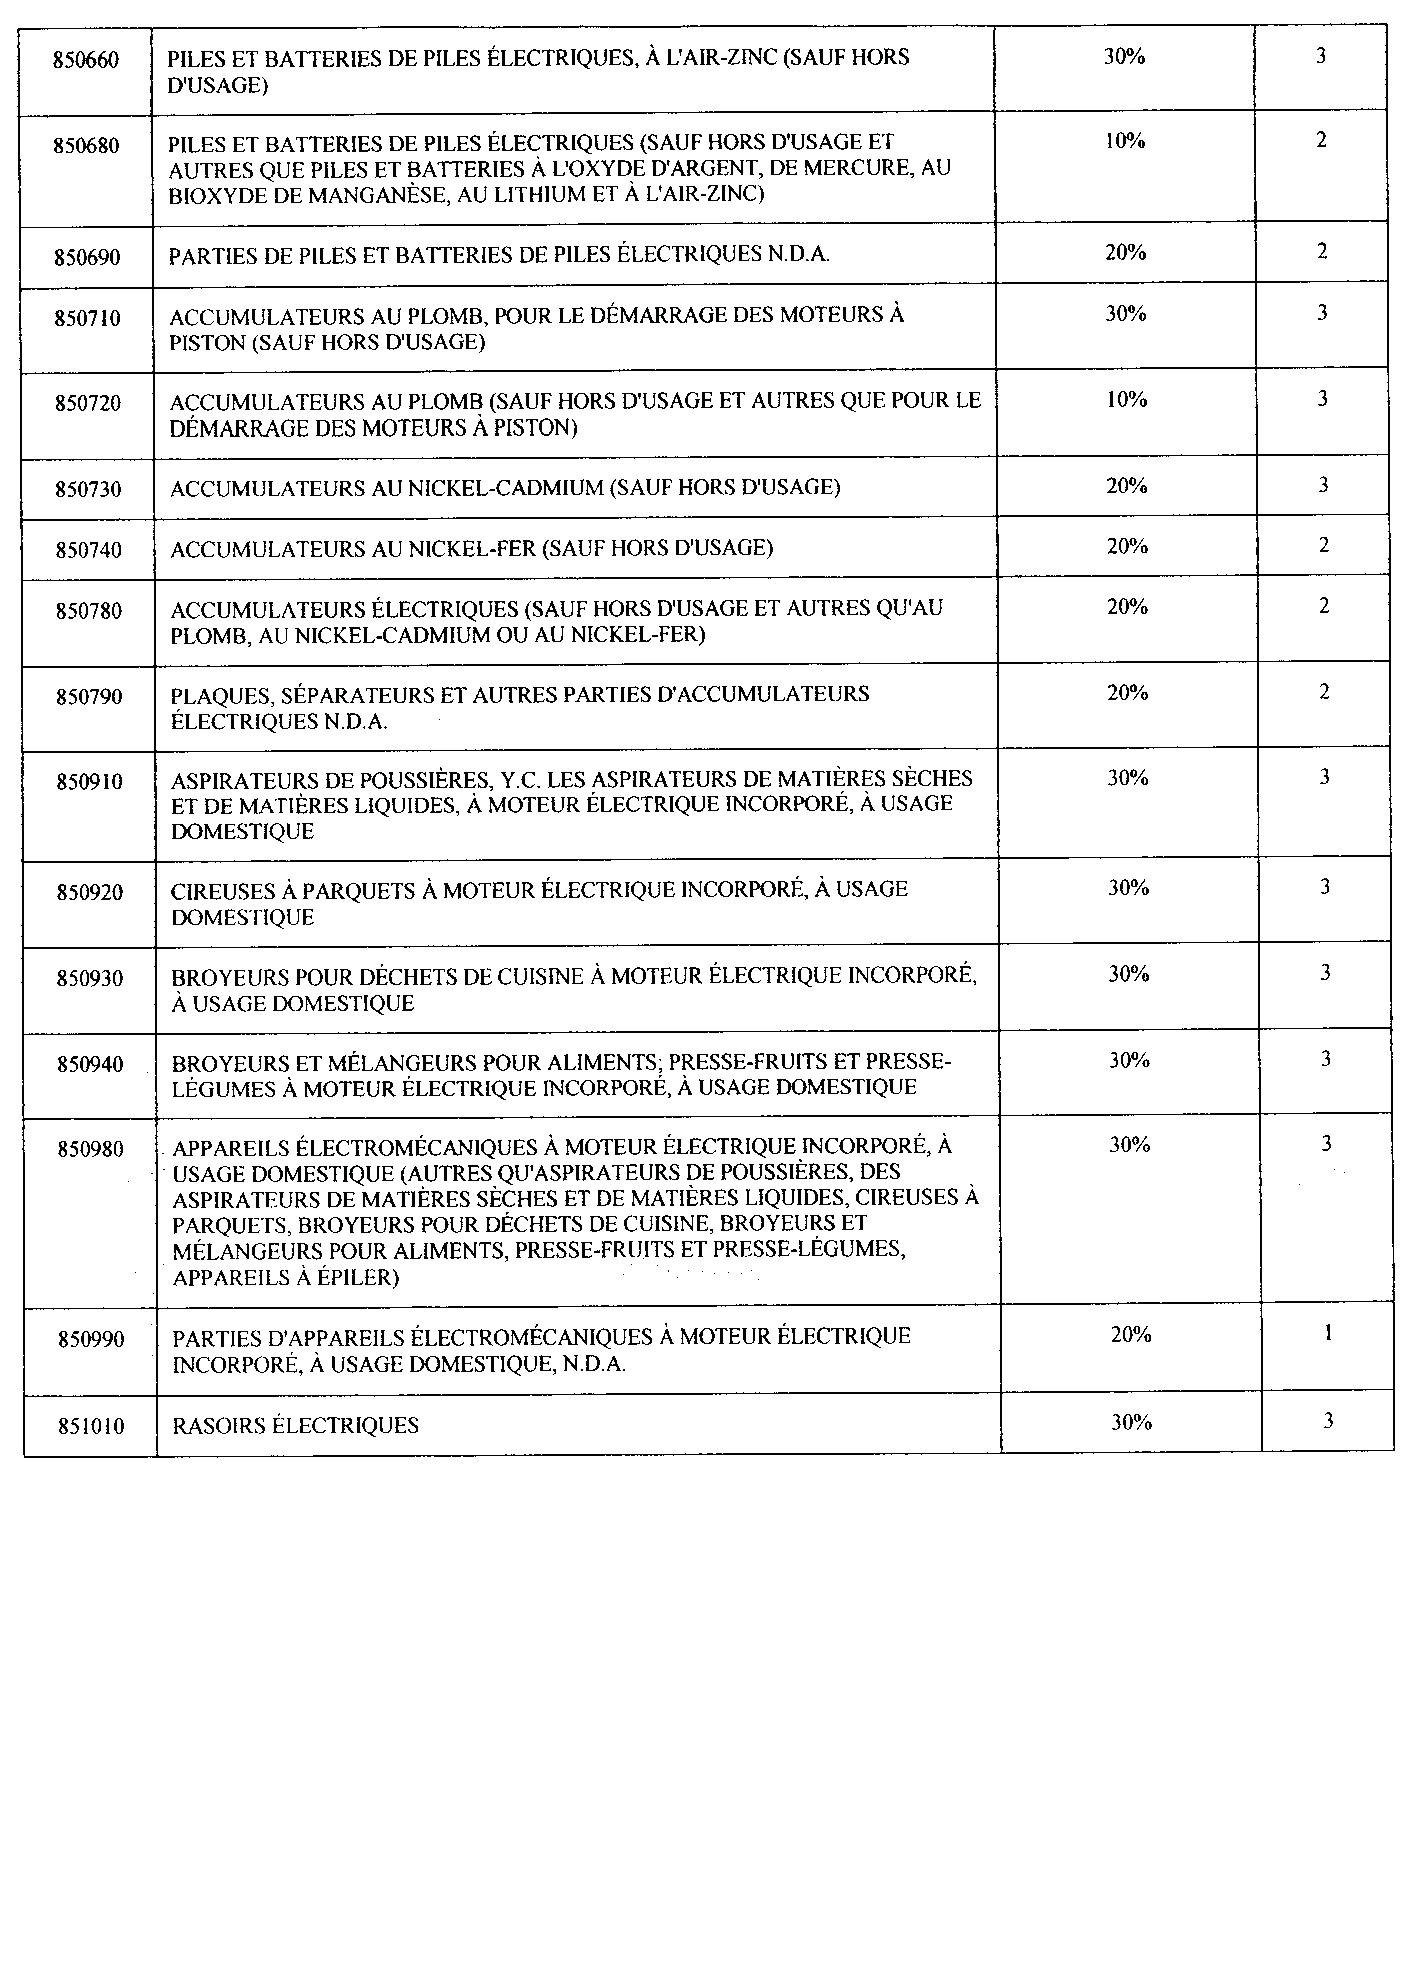 850660 PILES ET BATTERIES DE PILES ÉLECTRIQUES, À L'AIR-ZINC (SAUF HORS 30% 3
D'USAGE)
850680 PILES ET BATTERIES DE PILES ÉLECTRIQUES (SAUF HORS D'USAGE ET 10% 2
AUTRES QUE PILES ET BATTERIES À L'OXYDE D'ARGENT, DE MERCURE, AU
BIOXYDE DE MANGANÈSE, AU LITHIUM ET À L'AIR-ZINC)
850690 PARTIES DE PILES ET BATTERIES DE PILES ÉLECTRIQUES N.D.A. 20% 2
850710 ACCUMULATEURS AU PLOMB, POUR LE DÉMARRAGE DES MOTEURS À 30% 3
PISTON (SAUF HORS D'USAGE)
850720 ACCUMULATEURS AU PLOMB (SAUF HORS D'USAGE ET AUTRES QUE POUR LE 10% 3
DÉMARRAGE DES MOTEURS À PISTON)
850730 ACCUMULATEURS AU NICKEL-CADMIUM (SAUF HORS D'USAGE) 20% 3
850740 ACCUMULATEURS AU NICKEL-FER (SAUF HORS D'USAGE) 20% 2
850780 ACCUMULATEURS ÉLECTRIQUES (SAUF HORS D'USAGE ET AUTRES QU'AU 20% 2
PLOMB, AU NICKEL-CADMIUM OU AU NICKEL-FER)
850790 PLAQUES, SÉPARATEURS ET AUTRES PARTIES D'ACCUMULATEURS 20% 2
ÉLECTRIQUES N.D.A.
850910 ASPIRATEURS DE POUSSIÈRES, Y.C. LES ASPIRATEURS DE MATIÈRES SÈCHES 30% 3
ET DE MATIÈRES LIQUIDES, À MOTEUR ÉLECTRIQUE INCORPORÉ, À USAGE
DOMESTIQUE
850920 CIREUSES À PARQUETS À MOTEUR ÉLECTRIQUE INCORPORÉ, À USAGE 30% 3
DOMESTIQUE
850930 BROYEURS POUR DÉCHETS DE CUISINE À MOTEUR ÉLECTRIQUE INCORPORÉ, 30% 3
À USAGE DOMESTIQUE
850940 BROYEURS ET MÉLANGEURS POUR ALIMENTS; PRESSE-FRUITS ET PRESSE- 30% 3
LÉGUMES À MOTEUR ÉLECTRIQUE INCORPORÉ, À USAGE DOMESTIQUE
850980 APPAREILS ÉLECTROMÉCANIQUES À MOTEUR ÉLECTRIQUE INCORPORÉ, À 30% 3
USAGE DOMESTIQUE (AUTRES QU'ASPIRATEURS DE POUSSIÈRES, DES
ASPIRATEURS DE MATIÈRES SÈCHES ET DE MATIÈRES LIQUIDES, CIREUSES À
PARQUETS, BROYEURS POUR DÉCHETS DE CUISINE, BROYEURS ET
MÉLANGEURS POUR ALIMENTS, PRESSE-FRUITS ET PRESSE-LÉGUMES,
APPAREILS À ÉPILER)
850990 PARTIES D'APPAREILS ÉLECTROMÉCANIQUES À MOTEUR ÉLECTRIQUE 20% 1
INCORPORÉ, À USAGE DOMESTIQUE, N.D.A.
851010 RASOIRS ÉLECTRIQUES 30% 3